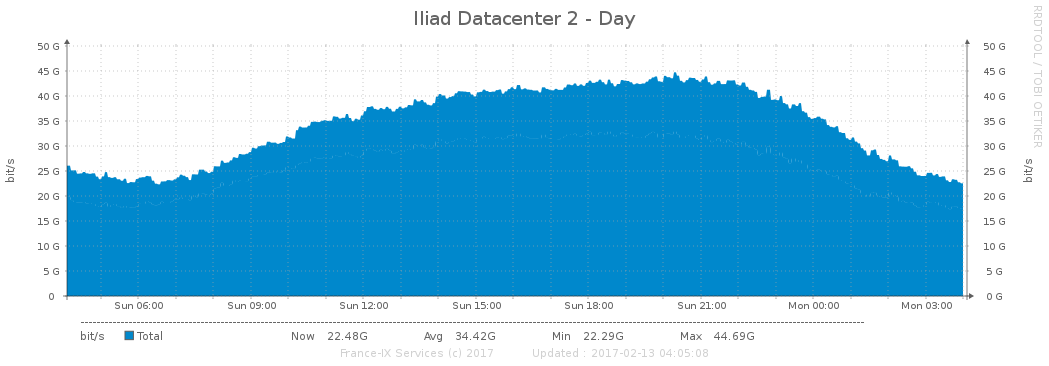 Iliad Datacenter 2 - Day
RRDTOOL / TOBI OETIKER
bit/s
50 G 50 G
45 G 45 G
40 G 40 G
35 G 35 G
30 G 30 G
25 G 25 G
20 G 20 G
15 G 15 G
10 G 10 G
5 G 5 G
0 0 G
bit/s
Sun 06:00 Sun 09:00 Sun 12:00 Sun 15:00 Sun 18:00 Sun 21:00 Mon 00:00 Mon 03:00
bit/s Total Now 22.48G Avg 34.42G Min 22.29G Max 44.69G
France-IX Services (c) 2017 Updated : 2017-02-13 04:05:08